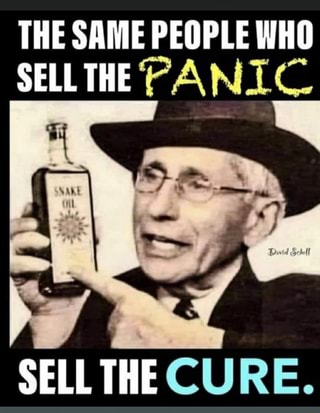 THE SAME PEOPLE WHO
SELL THE PANIC
SNAKE
OIL
David Schell
SELL THE CURE.